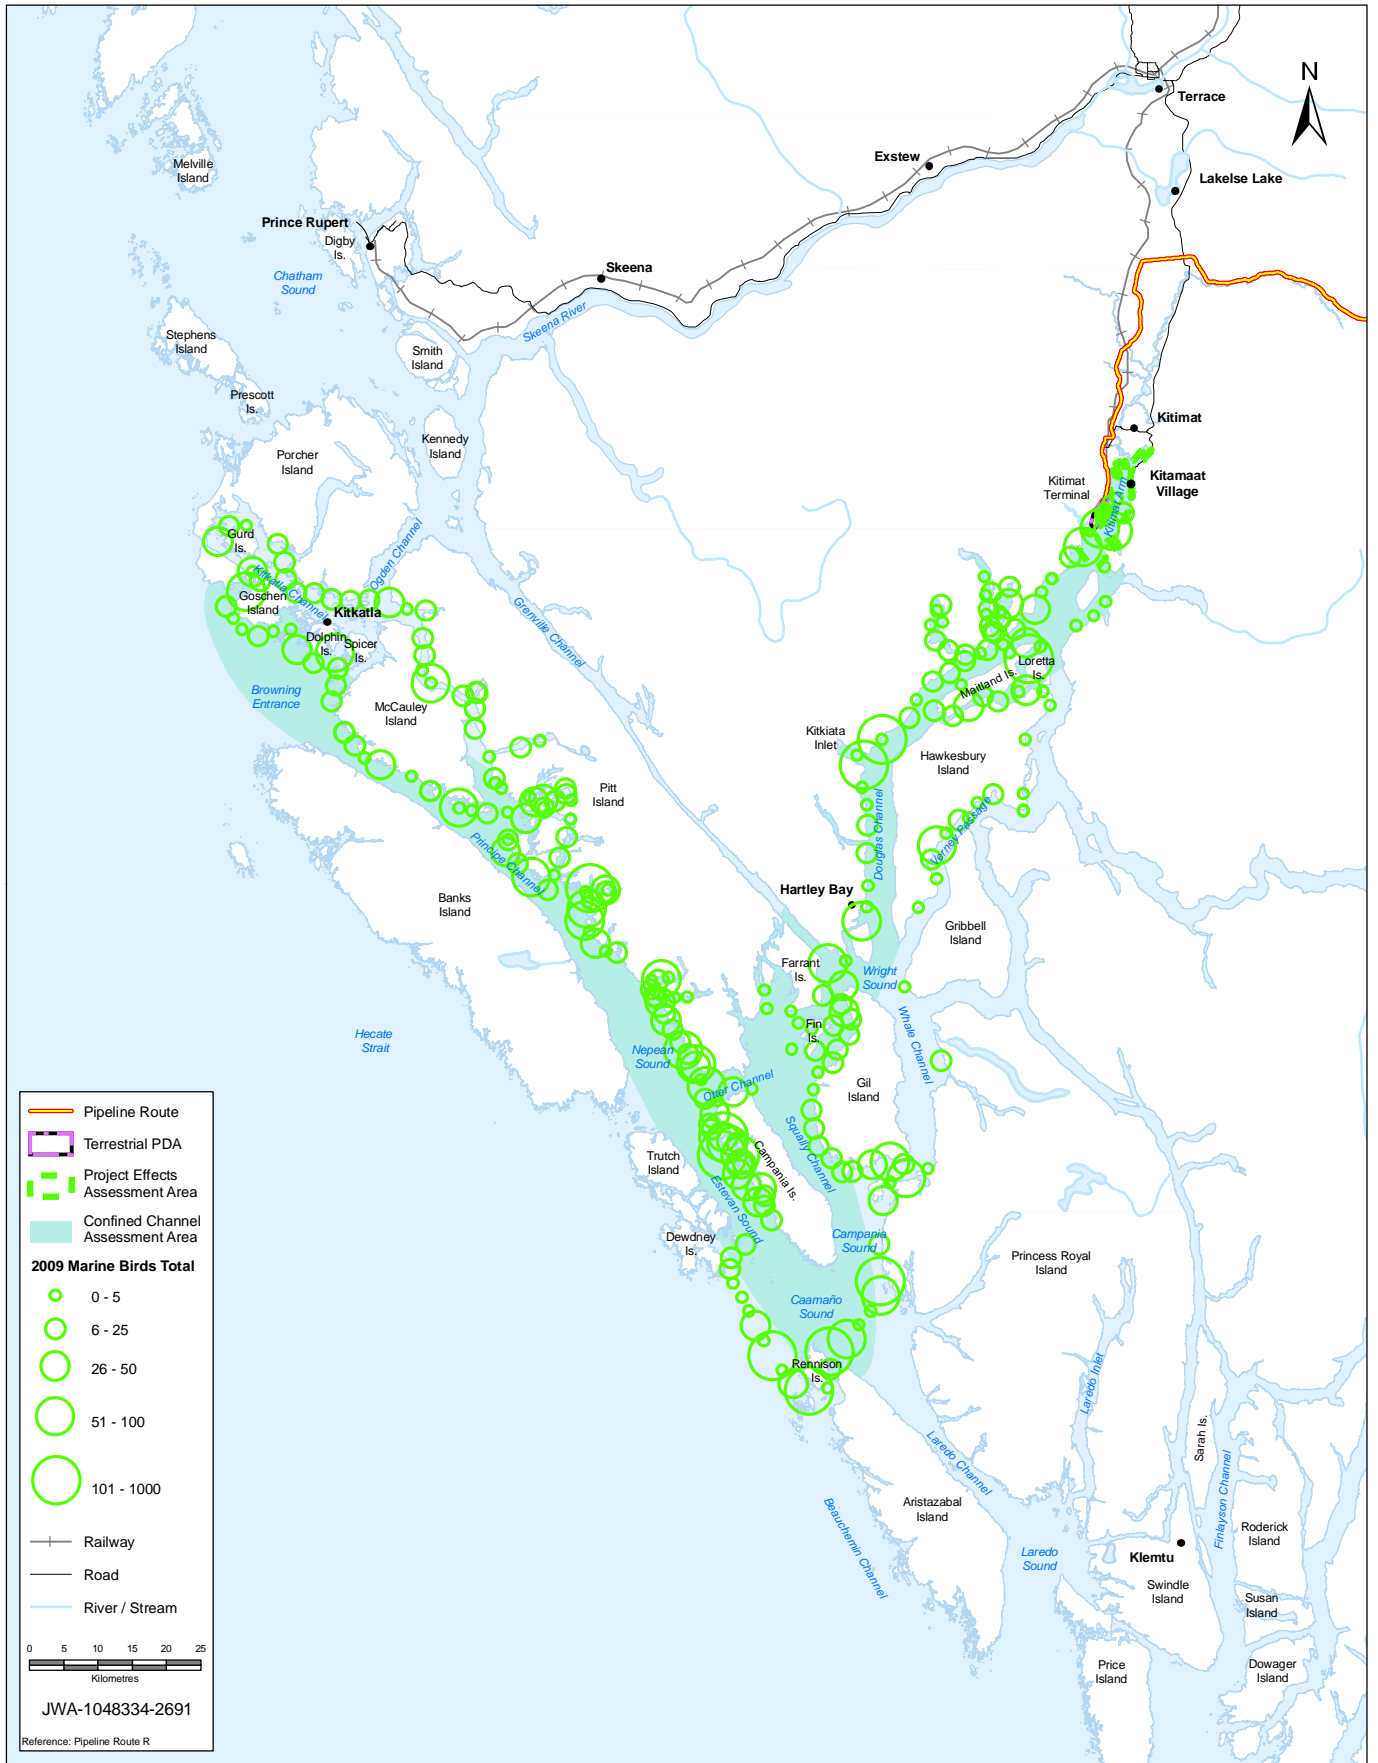 N
Terrace
Exstew
Lakelse Lake
Melville
Island
Prince Rupert
Digby
Is.
Chatham
Sound
Skeena
Skeena River
Stephens
Island
Smith
Island
Prescott
Is.
Kitimat
Kennedy
Island
Porcher
Island
Kitimat
Terminal
Kitamaat
Village
Kitimat Arm
Gurd
Is.
Ogden Channel
Kitkatla Channel
Goschen
Island
Kitkatla
Grenville Channel
Dolphin
Is.
Spicer
Is.
Loretta
Is.
Maitland Is.
Browning
Entrance
McCauley
Island
Kitkiata
Inlet
Hawkesbury
Island
Pitt
Island
Douglas Channel
Verney Passage
Principe Channel
Hartley Bay
Banks
Island
Gribbell
Island
Farrant
Is.
Wright
Sound
Whale Channel
Fin
Is.
Hecate
Strait
Nepean
Sound
Otter Channel
Gil
Island
Squally Channel
Campania Is.
Trutch
Island
Estevan Sound
Dewdney
Is.
Campania
Sound
Princess Royal
Island
Caamaño
Sound
Rennison
Is.
Laredo Inlet
Laredo Channel
Sarah Is.
Finlayson Channel
Aristazabal
Island
Beauchemin Channel
Roderick
Island
Laredo
Sound
Klemtu
Swindle
Island
Susan
Island
Price
Island
Dowager
Island
Pipeline Route
Terrestrial PDA
Project Effects
Assessment Area
Confined Channel
Assessment Area
2009 Marine Birds Total
0 - 5
6 - 25
26 - 50
51 - 100
101 - 1000
Railway
Road
River / Stream
0 5 10 15 20 25
Kilometres
JWA-1048334-2691
Reference: Pipeline Route R